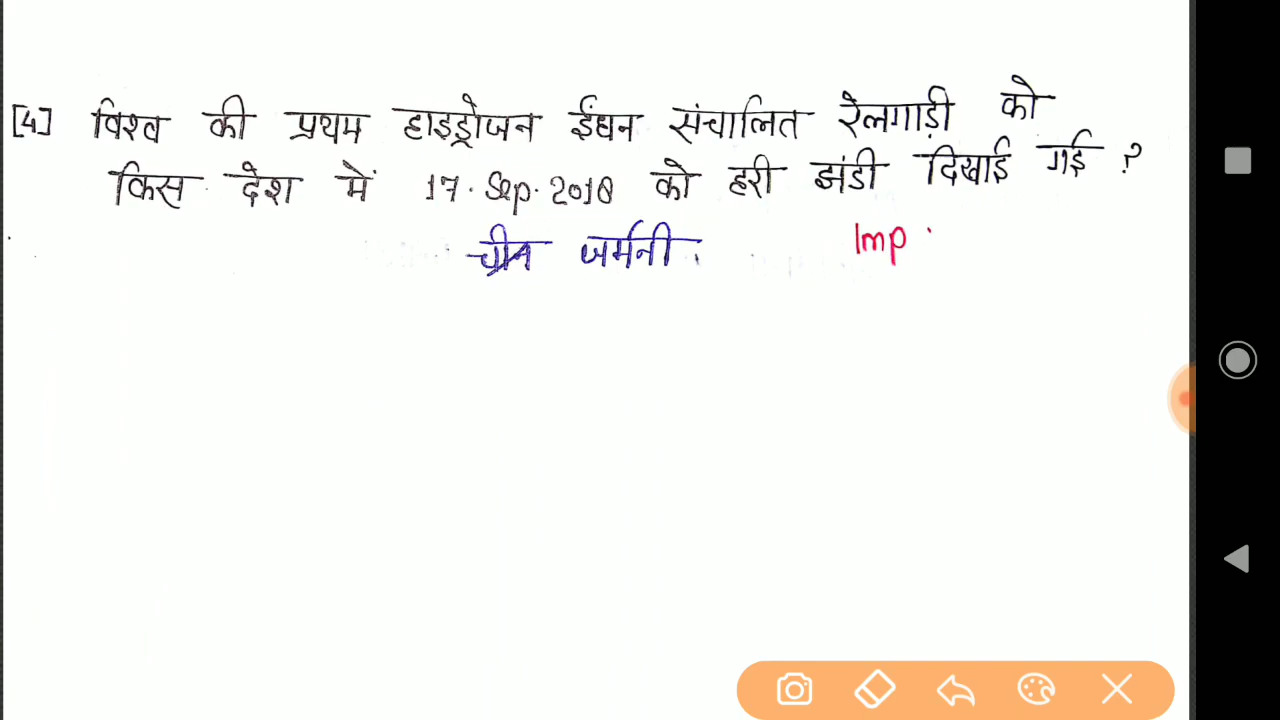 [4] विश्व की प्रथम हाइड्रोजन ईंधन संचालित रेलगाड़ी को
किस देश में 17. Sep. 2018 को हरी झंडी दिखाई गई ?
चीन जर्मनी. Imp.